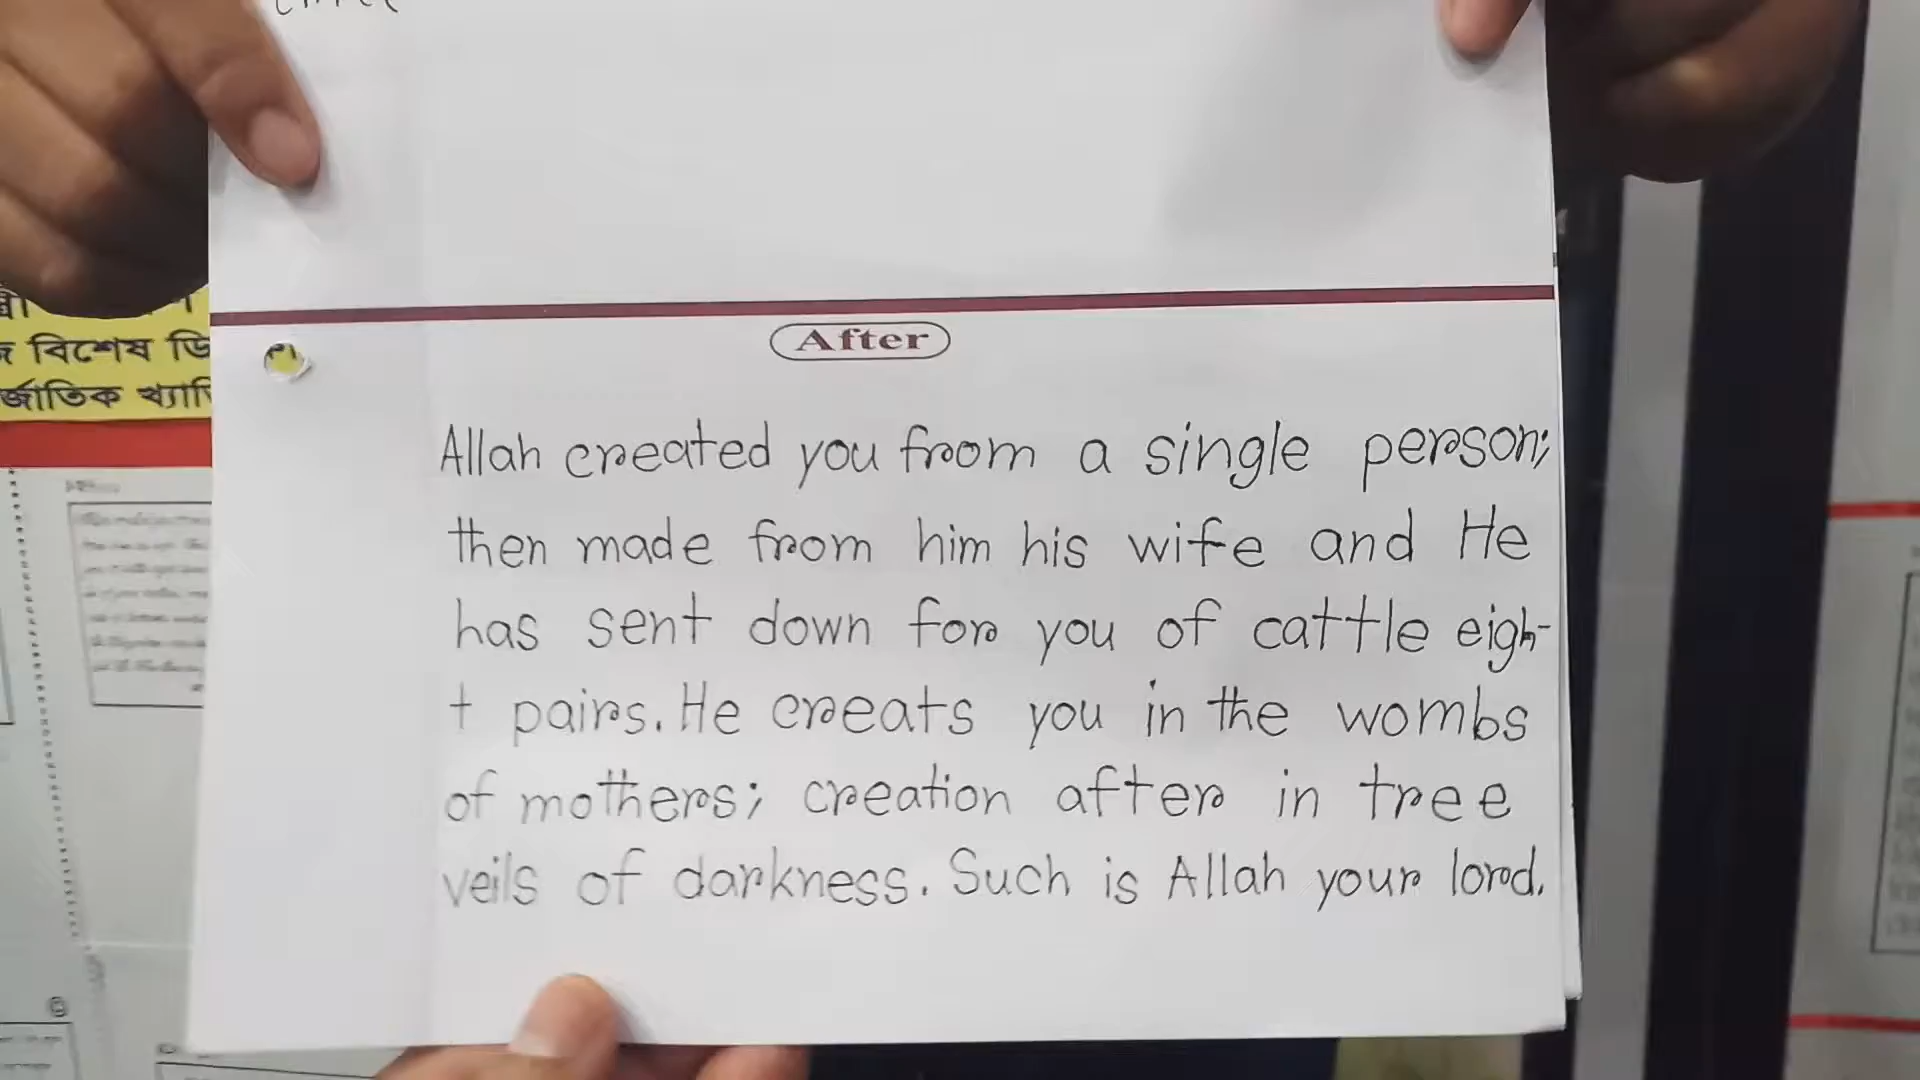 বিশেষ
After
Allah created you from a single person;
then made from him his wife and He
has sent down for you of cattle eigh-
t pairs. He creats you in the wombs
of mothers; creation after in tree
veils of darkness. Such is Allah your lord.